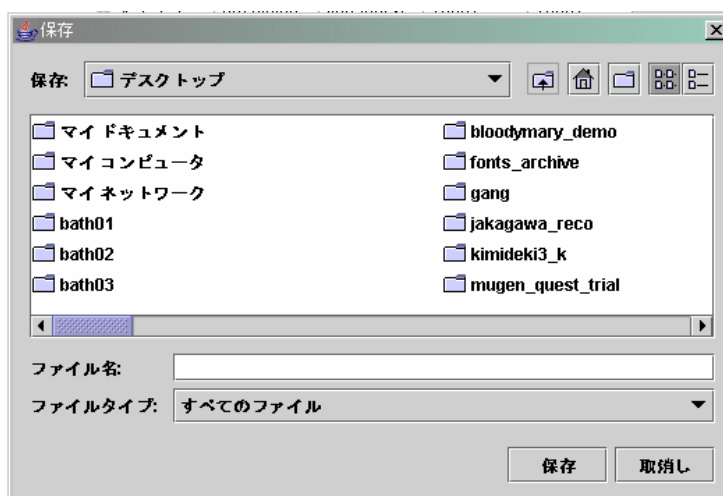 保存
保存: デスクトップ
マイ ドキュメント
マイ コンピュータ
マイ ネットワーク
bath01
bath02
bath03
bloodymary_demo
fonts_archive
gang
jakagawa_reco
kimideki3_k
mugen_quest_trial
ファイル名:
ファイルタイプ: すべてのファイル
保存 取消し